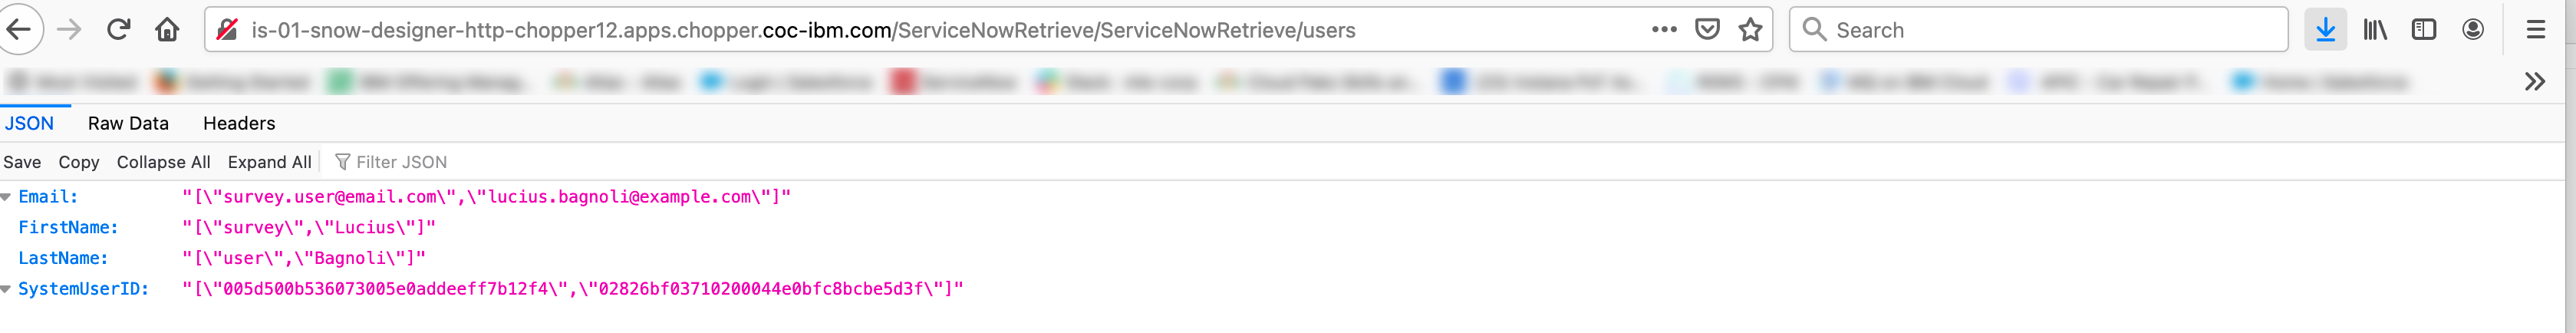 is-01-snow-designer-http-chopper12.apps.chopper.coc-ibm.com/ServiceNowRetrieve/ServiceNowRetrieve/users Search
JSON Raw Data Headers
Save Copy Collapse All Expand All Filter JSON
Email: "[\"survey.user@email.com\",\"lucius.bagnoli@example.com\"]"
FirstName: "[\"survey\",\"Lucius\"]"
LastName: "[\"user\",\"Bagnoli\"]"
SystemUserID: "[\"005d500b536073005e0addeeff7b12f4\",\"02826bf03710200044e0bfc8bcbe5d3f\"]"